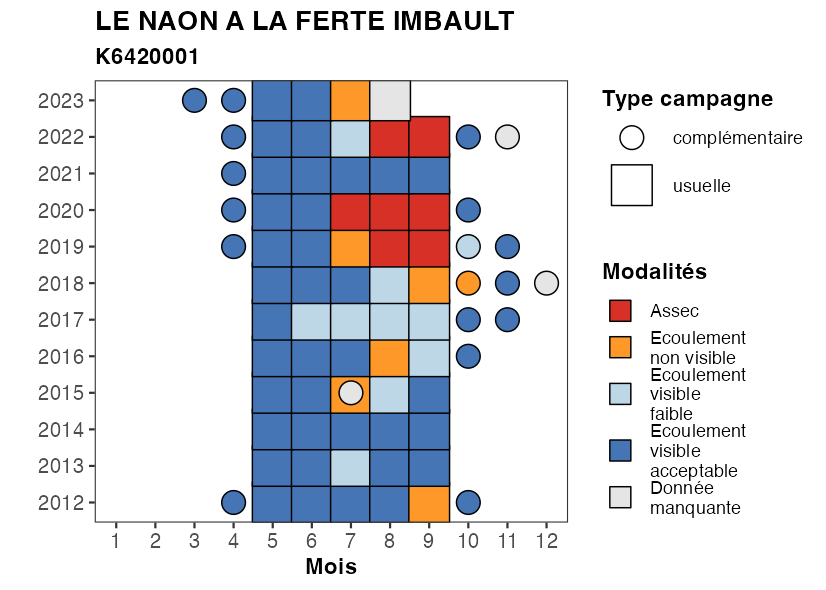 LE NAON A LA FERTE IMBAULT
K6420001
2023
2022
2021
2020
2019
2018
2017
2016
2015
2014
2013
2012
1 2 3 4 5 6 7 8 9 10 11 12
Mois
Type campagne
complémentaire
usuelle
Modalités
Assec
Ecoulement
non visible
Ecoulement
visible
faible
Ecoulement
visible
acceptable
Donnée
manquante